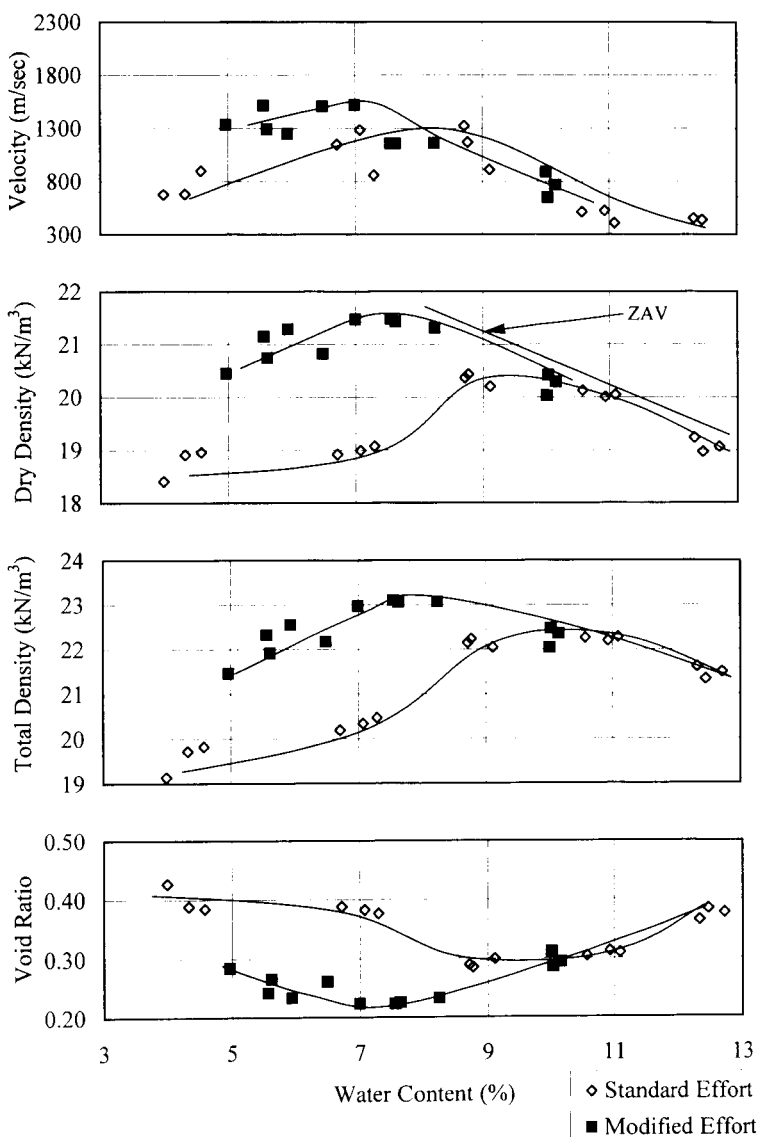 2300
1800
1300
800
300
Velocity (m/sec)
22
21
20
19
18
Dry Density (kN/m³)
ZAV
24
23
22
21
20
19
Total Density (kN/m³)
0.50
0.40
0.30
0.20
Void Ratio
3 5 7 9 11 13
Water Content (%)
◇ Standard Effort
■ Modified Effort